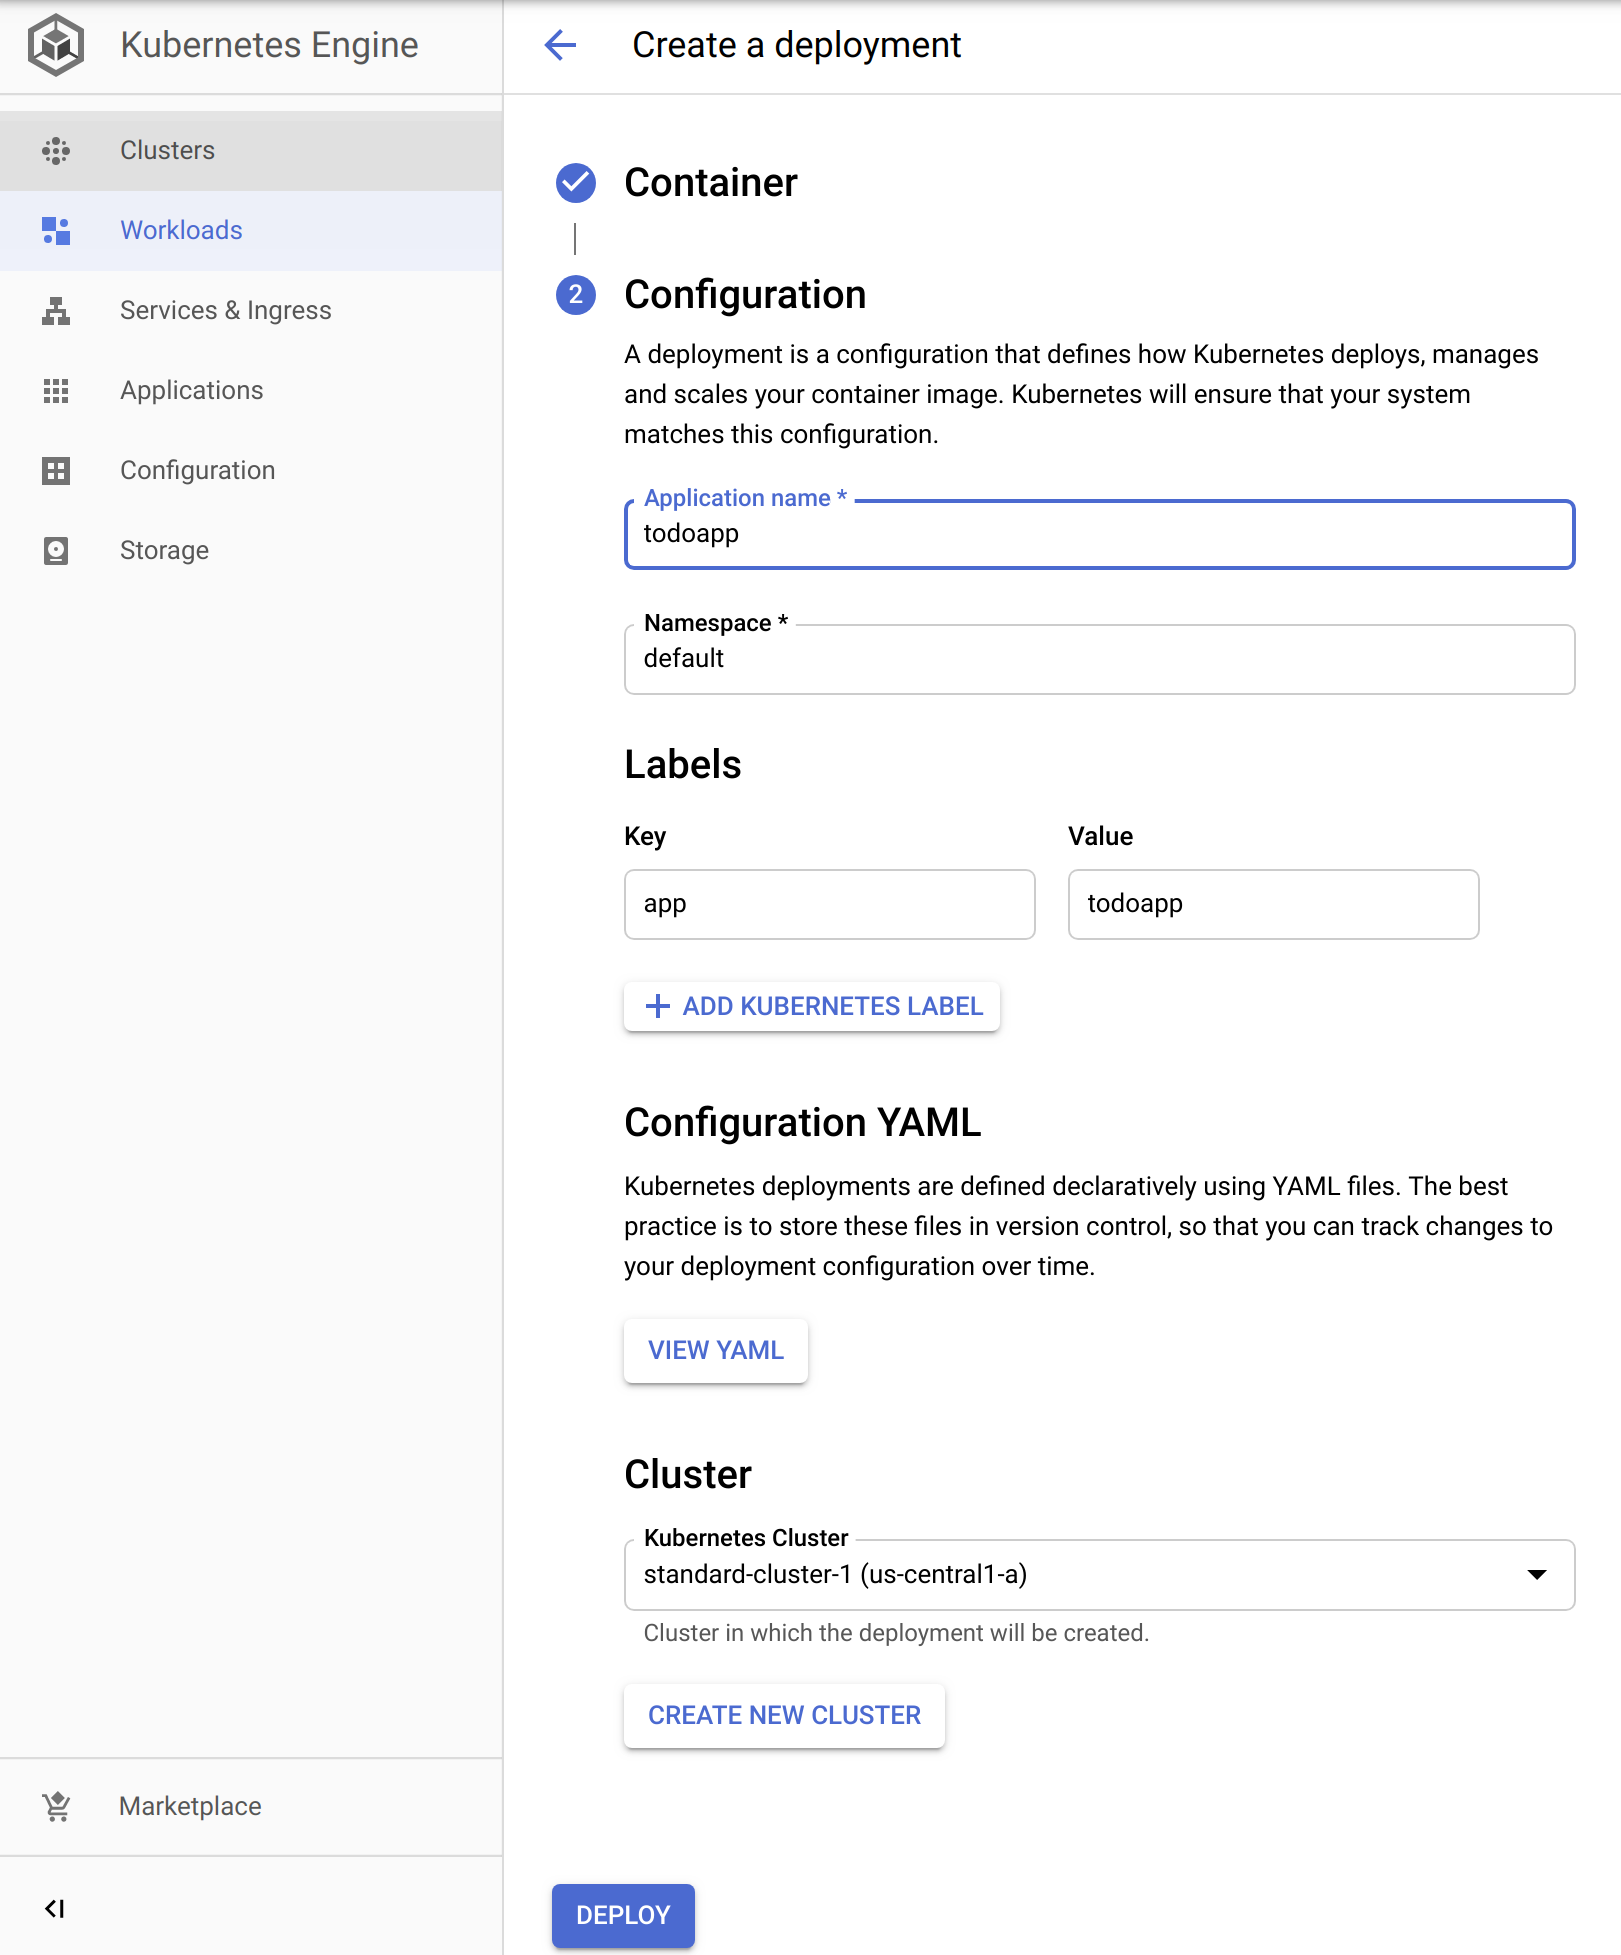 Kubernetes Engine
Clusters
Workloads
Services & Ingress
Applications
Configuration
Storage
Marketplace
Create a deployment
Container
2 Configuration
A deployment is a configuration that defines how Kubernetes deploys, manages
and scales your container image. Kubernetes will ensure that your system
matches this configuration.
Application name *
todoapp
Namespace *
default
Labels
Key Value
app todoapp
ADD KUBERNETES LABEL
Configuration YAML
Kubernetes deployments are defined declaratively using YAML files. The best
practice is to store these files in version control, so that you can track changes to
your deployment configuration over time.
VIEW YAML
Cluster
Kubernetes Cluster
standard-cluster-1 (us-central1-a)
Cluster in which the deployment will be created.
CREATE NEW CLUSTER
DEPLOY